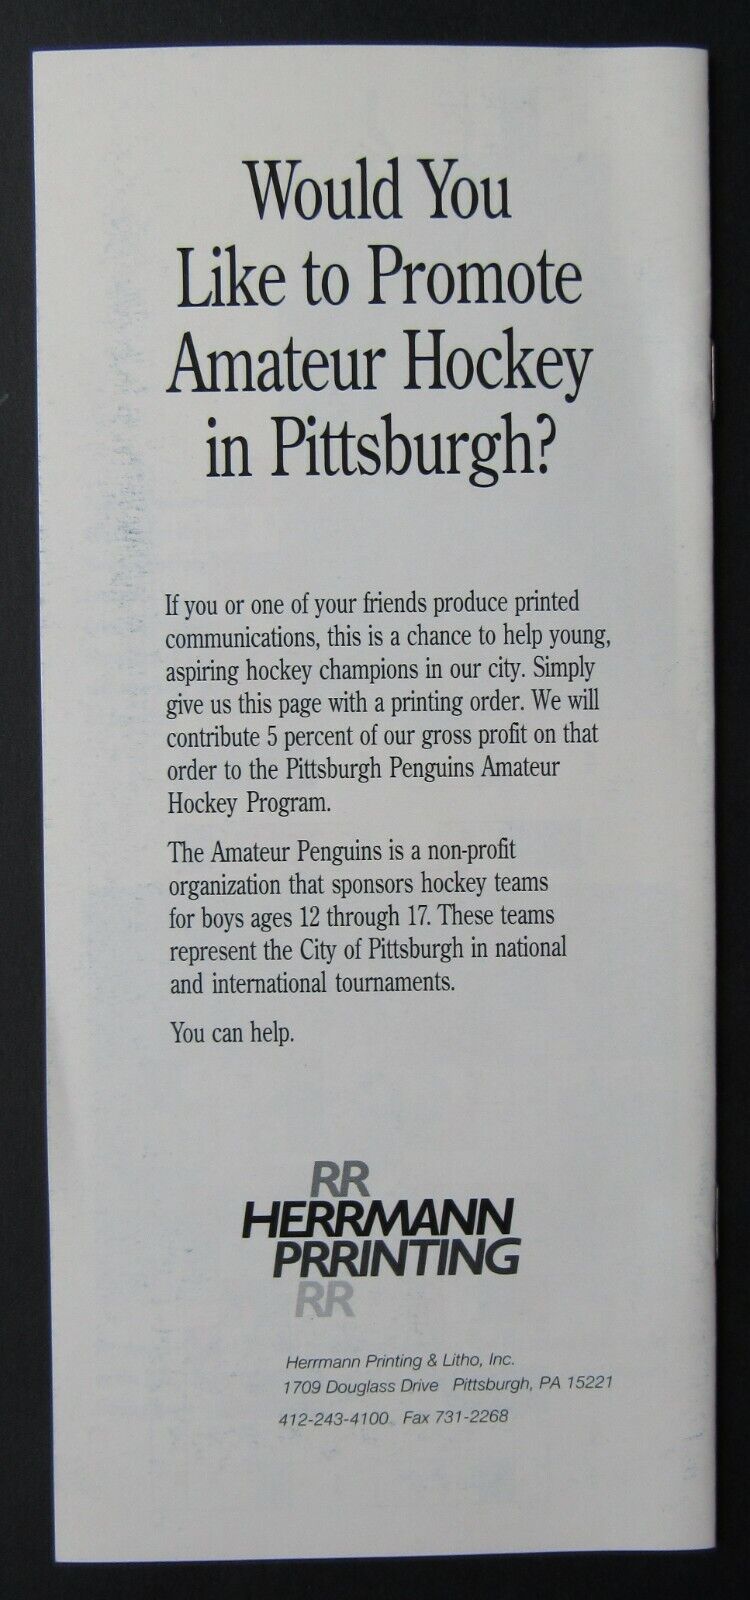 Would You
Like to Promote
Amateur Hockey
in Pittsburgh?
If you or one of your friends produce printed
communications, this is a chance to help young,
aspiring hockey champions in our city. Simply
give us this page with a printing order. We will
contribute 5 percent of our gross profit on that
order to the Pittsburgh Penguins Amateur
Hockey Program.
The Amateur Penguins is a non-profit
organization that sponsors hockey teams
for boys ages 12 through 17. These teams
represent the City of Pittsburgh in national
and international tournaments.
You can help.
RR
HERRMANN
PRRINTING
RR
Herrmann Printing & Litho, Inc.
1709 Douglass Drive Pittsburgh, PA 15221
412-243-4100 Fax 731-2268